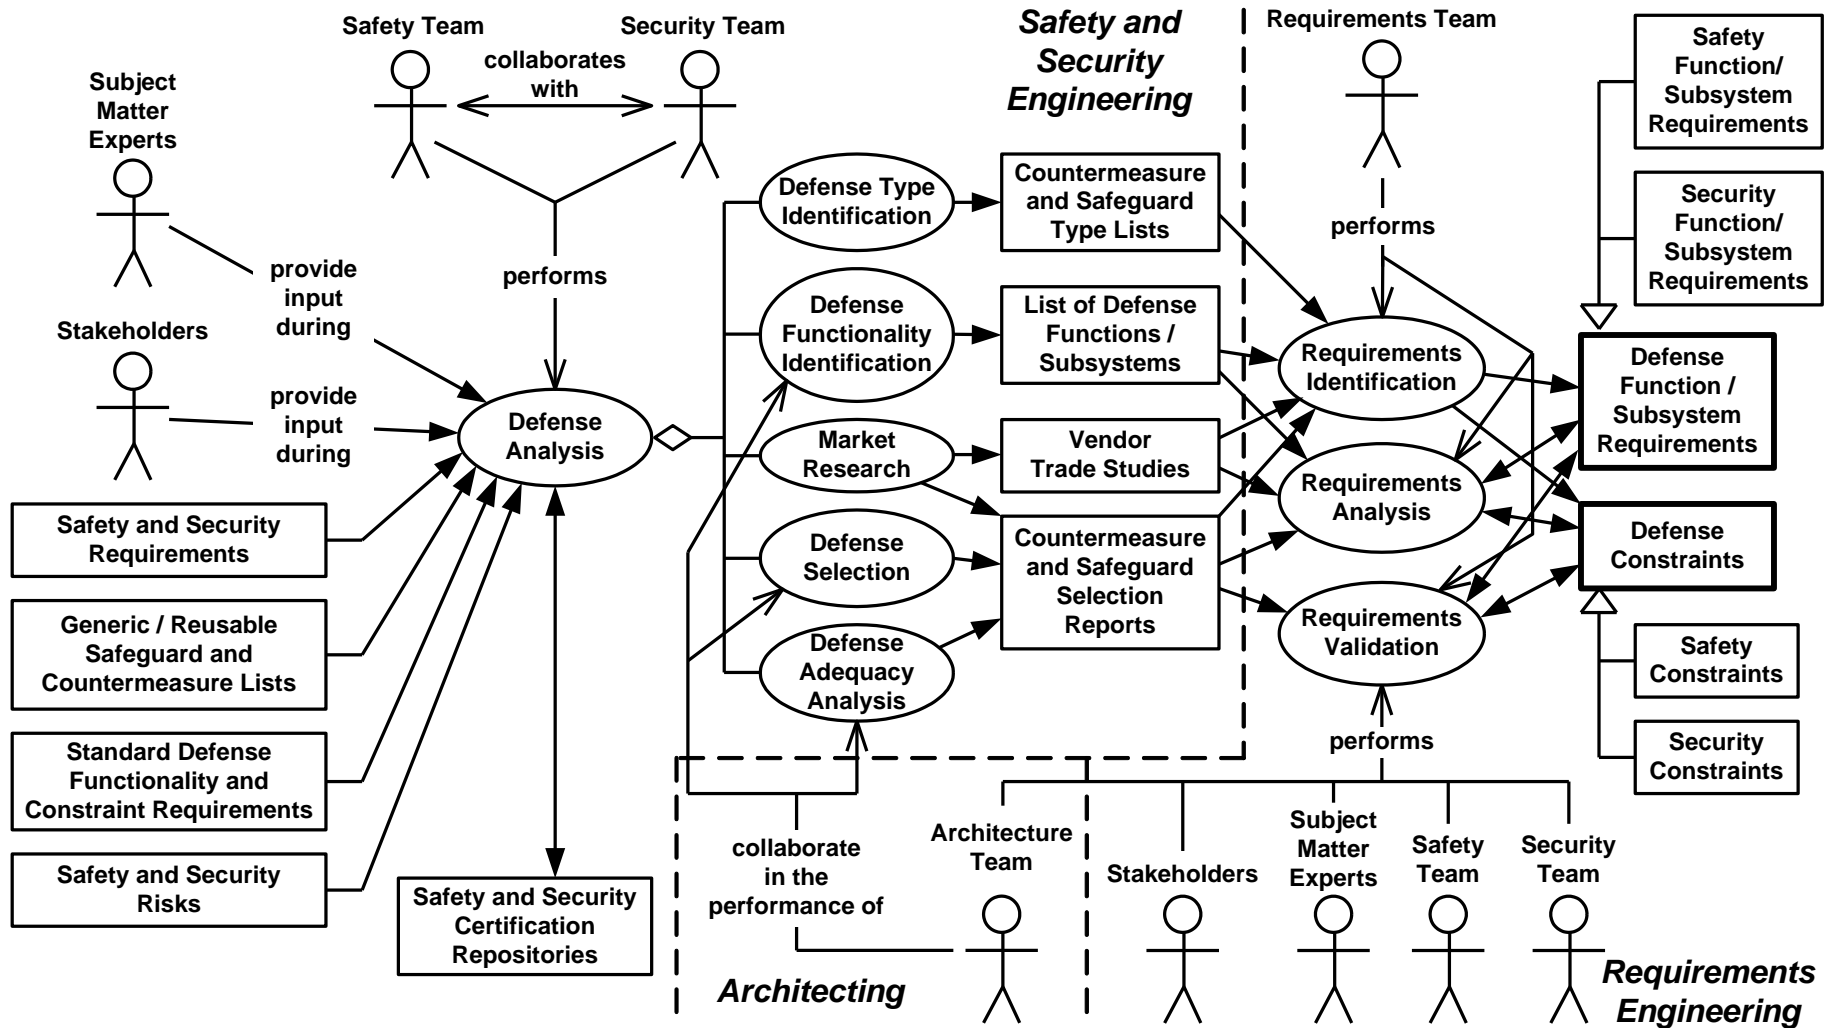 Safety Team
Security Team
collaborates
with
Safety and
Security
Engineering
Requirements Team
Subject
Matter
Experts
Stakeholders
provide
input
during
provide
input
during
performs
Defense
Analysis
Safety and Security
Requirements
Generic / Reusable
Safeguard and
Countermeasure Lists
Standard Defense
Functionality and
Constraint Requirements
Safety and Security
Risks
Safety and Security
Certification
Repositories
Defense Type
Identification
Defense
Functionality
Identification
Market
Research
Defense
Selection
Defense
Adequacy
Analysis
Countermeasure
and Safeguard
Type Lists
List of Defense
Functions /
Subsystems
Vendor
Trade Studies
Countermeasure
and Safeguard
Selection
Reports
performs
Requirements
Identification
Requirements
Analysis
Requirements
Validation
performs
Safety
Function/
Subsystem
Requirements
Security
Function/
Subsystem
Requirements
Defense
Function /
Subsystem
Requirements
Defense
Constraints
Safety
Constraints
Security
Constraints
collaborate
in the
performance of
Architecture
Team
Stakeholders
Subject
Matter
Experts
Safety
Team
Security
Team
Architecting
Requirements
Engineering